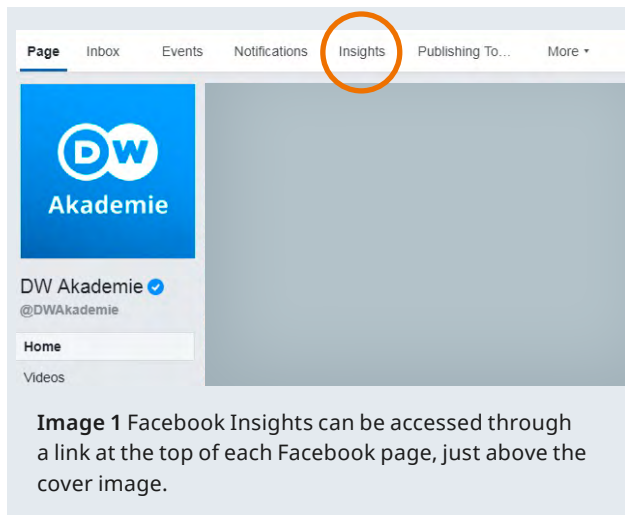 Page Inbox Events Notifications Insights Publishing To... More
DW
Akademie
DW Akademie
@DWAkademie
Home
Videos
Image 1 Facebook Insights can be accessed through
a link at the top of each Facebook page, just above the
cover image.